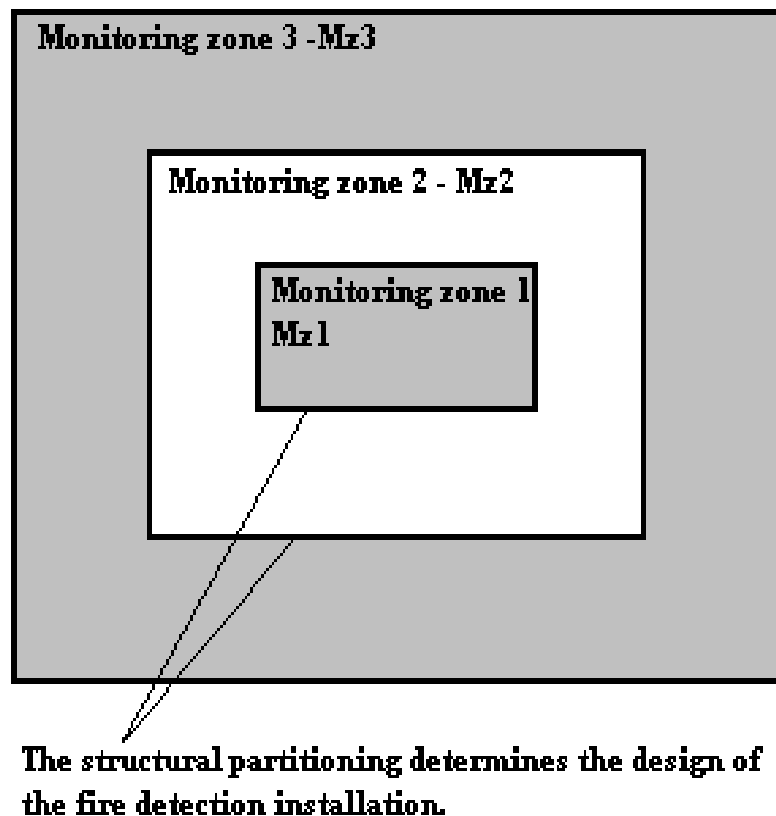 Monitoring zone 3 -Mz3
Monitoring zone 2 - Mz2
Monitoring zone 1
Mz1
The structural partitioning determines the design of
the fire detection installation.